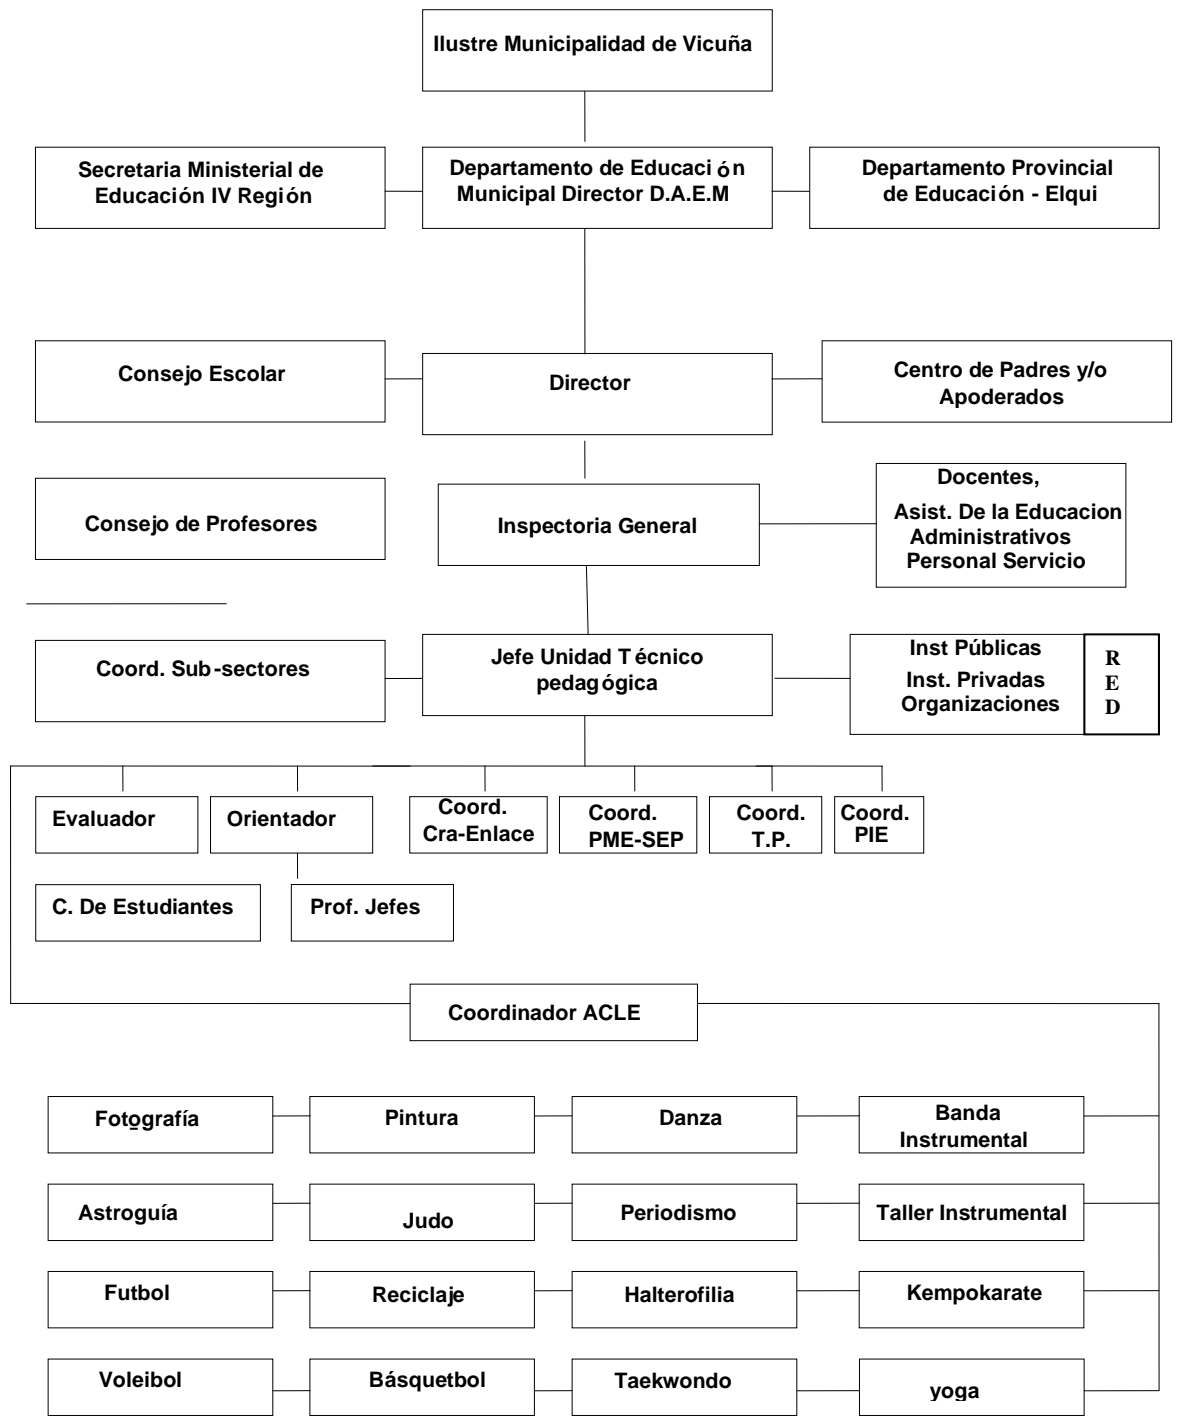 Ilustre Municipalidad de Vicuña
Secretaria Ministerial de
Educación IV Región
Departamento de Educación
Municipal Director D.A.E.M
Departamento Provincial
de Educación - Elqui
Consejo Escolar
Director
Centro de Padres y/o
Apoderados
Consejo de Profesores
Inspectoria General
Docentes,
Asist. De la Educacion
Administrativos
Personal Servicio
Coord. Sub-sectores
Jefe Unidad Técnico
pedagógica
Inst Públicas
Inst. Privadas
Organizaciones
R
E
D
Evaluador
Orientador
Coord.
Cra-Enlace
Coord.
PME-SEP
Coord.
T.P.
Coord.
PIE
C. De Estudiantes
Prof. Jefes
Coordinador ACLE
Fotografía
Pintura
Danza
Banda
Instrumental
Astroguía
Judo
Periodismo
Taller Instrumental
Futbol
Reciclaje
Halterofilia
Kempokarate
Voleibol
Básquetbol
Taekwondo
yoga